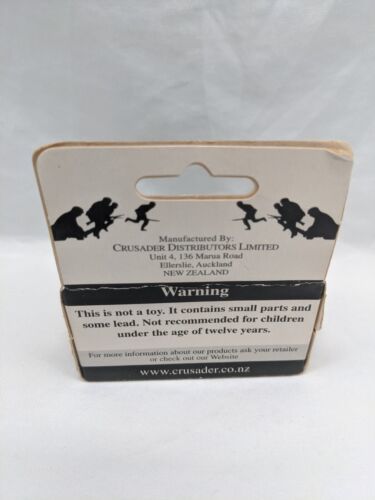 Manufactured By:
CRUSADER DISTRIBUTORS LIMITED
Unit 4, 136 Marua Road
Ellerslie, Auckland
NEW ZEALAND
Warning
This is not a toy. It contains small parts and
some lead. Not recommended for children
under the age of twelve years.
For more information about our products ask your retailer
or check out our Website
www.crusader.co.nz